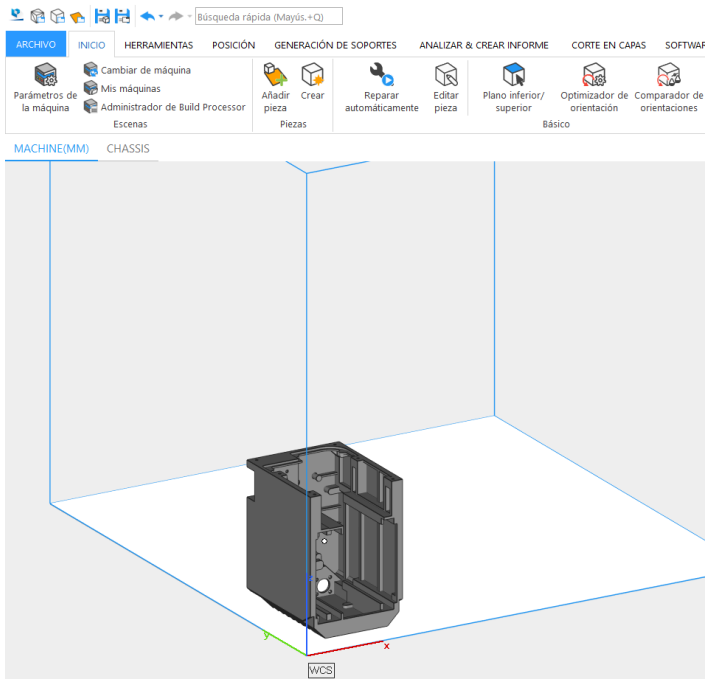 Búsqueda rápida (Mayús.+Q)
ARCHIVO INICIO HERRAMIENTAS POSICIÓN GENERACIÓN DE SOPORTES ANALIZAR & CREAR INFORME CORTE EN CAPAS SOFTWAR
Parámetros de la máquina
Cambiar de máquina
Mis máquinas
Administrador de Build Processor
Escenas
Añadir pieza
Crear
Piezas
Reparar automáticamente
Editar pieza
Plano inferior/ superior
Optimizador de orientación
Comparador de orientaciones
Básico
MACHINE(MM) CHASSIS
y
x
WCS